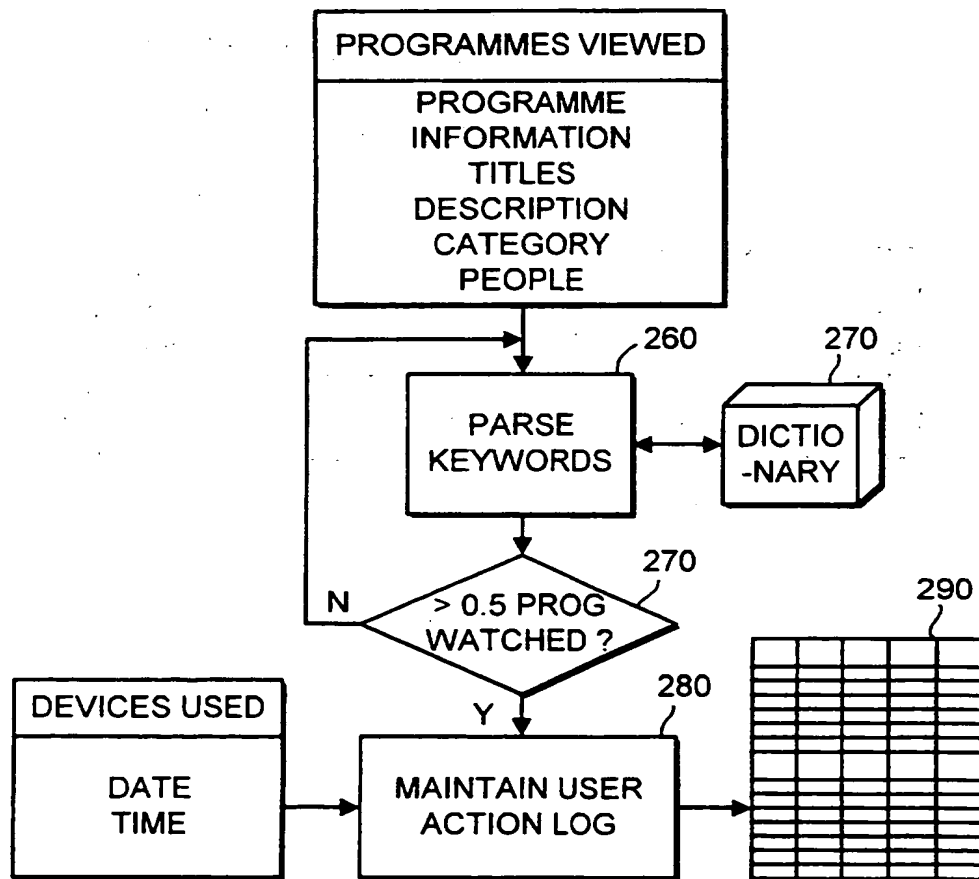 PROGRAMMES VIEWED
PROGRAMME
INFORMATION
TITLES
DESCRIPTION
CATEGORY
PEOPLE
260
270
PARSE
KEYWORDS
DICTIO
-NARY
270
N
> 0.5 PROG
WATCHED ?
290
280
Y
DEVICES USED
DATE
TIME
MAINTAIN USER
ACTION LOG